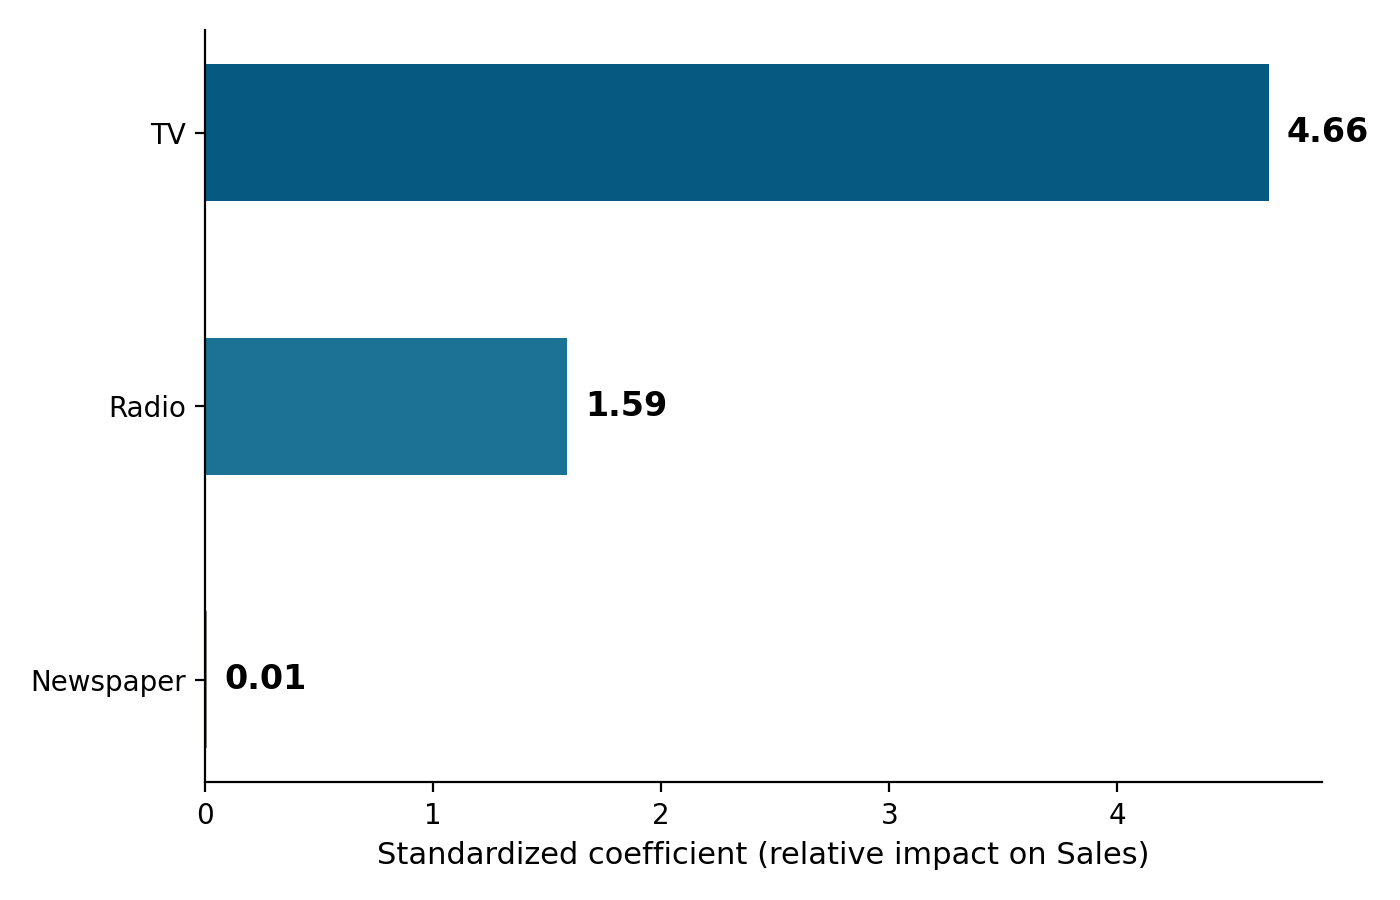 TV
4.66
Radio
1.59
Newspaper
0.01
0 1 2 3 4
Standardized coefficient (relative impact on Sales)